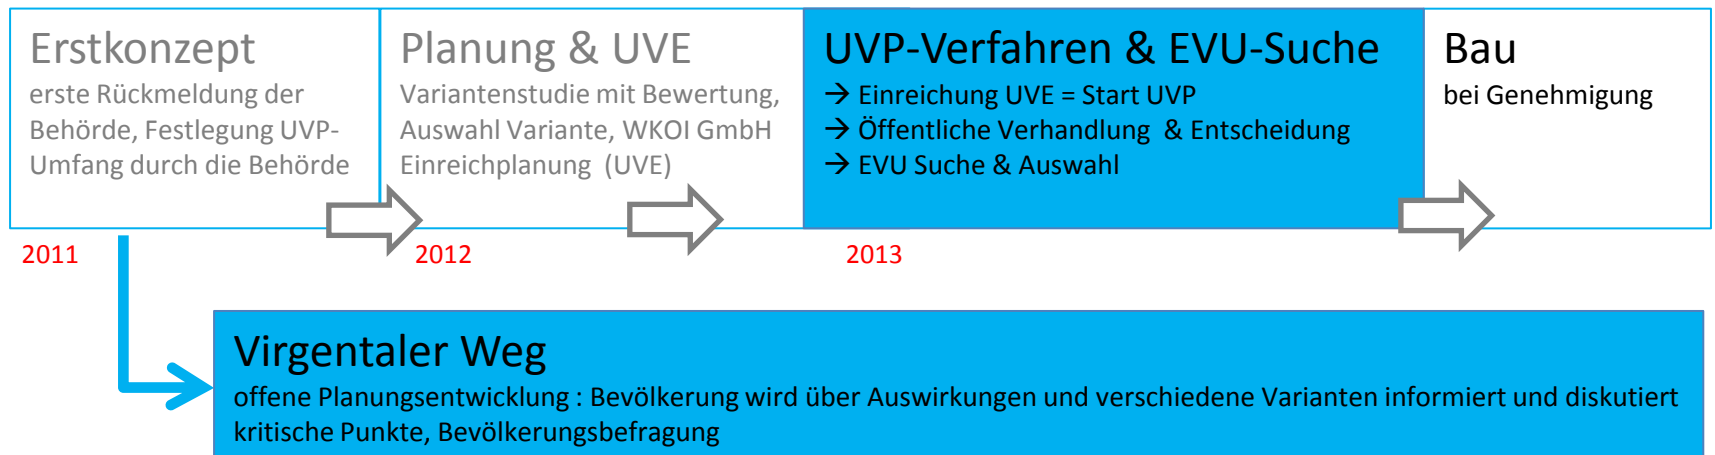 Erstkonzept
erste Rückmeldung der
Behörde, Festlegung UVP-
Umfang durch die Behörde
Planung & UVE
Variantenstudie mit Bewertung,
Auswahl Variante, WKOI GmbH
Einreichplanung (UVE)
UVP-Verfahren & EVU-Suche
→ Einreichung UVE = Start UVP
→ Öffentliche Verhandlung & Entscheidung
→ EVU Suche & Auswahl
Bau
bei Genehmigung
2011
2012
2013
Virgentaler Weg
offene Planungsentwicklung : Bevölkerung wird über Auswirkungen und verschiedene Varianten informiert und diskutiert
kritische Punkte, Bevölkerungsbefragung